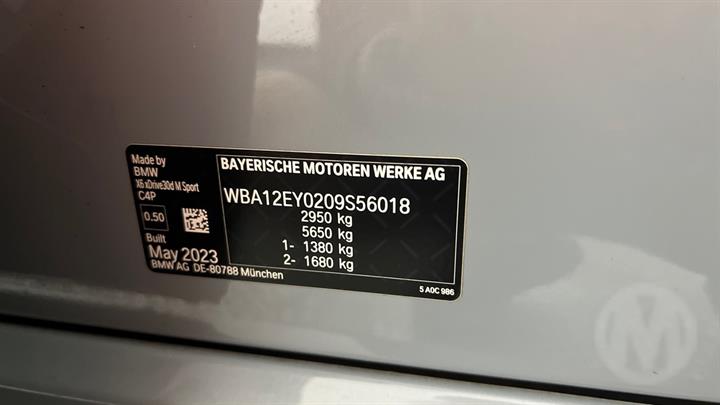 Made by
BMW
X6 xDrive30d M Sport
C4P
0.50
Built
May 2023
BMW AG DE-80788 München
BAYERISCHE MOTOREN WERKE AG
WBA12EY0209S56018
2950 kg
5650 kg
1- 1380 kg
2- 1680 kg
5 A0C 986
M